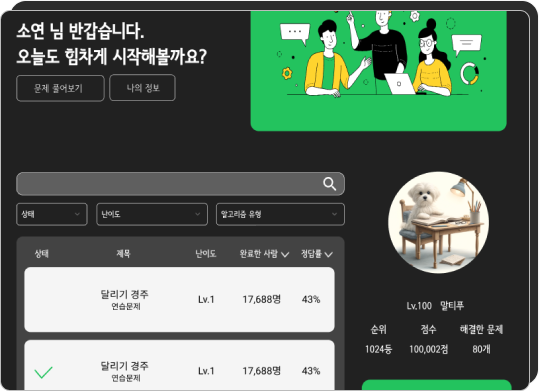 소연 님 반갑습니다.
오늘도 힘차게 시작해볼까요?
문제 풀어보기
나의 정보
상태
난이도
알고리즘 유형
상태 제목 난이도 완료한 사람 정답률
달리기 경주
연습문제
Lv.1 17,688명 43%
달리기 경주
연습문제
Lv.1 17,688명 43%
Lv.100 말티푸
순위 점수 해결한 문제
1024등 100,002점 80개